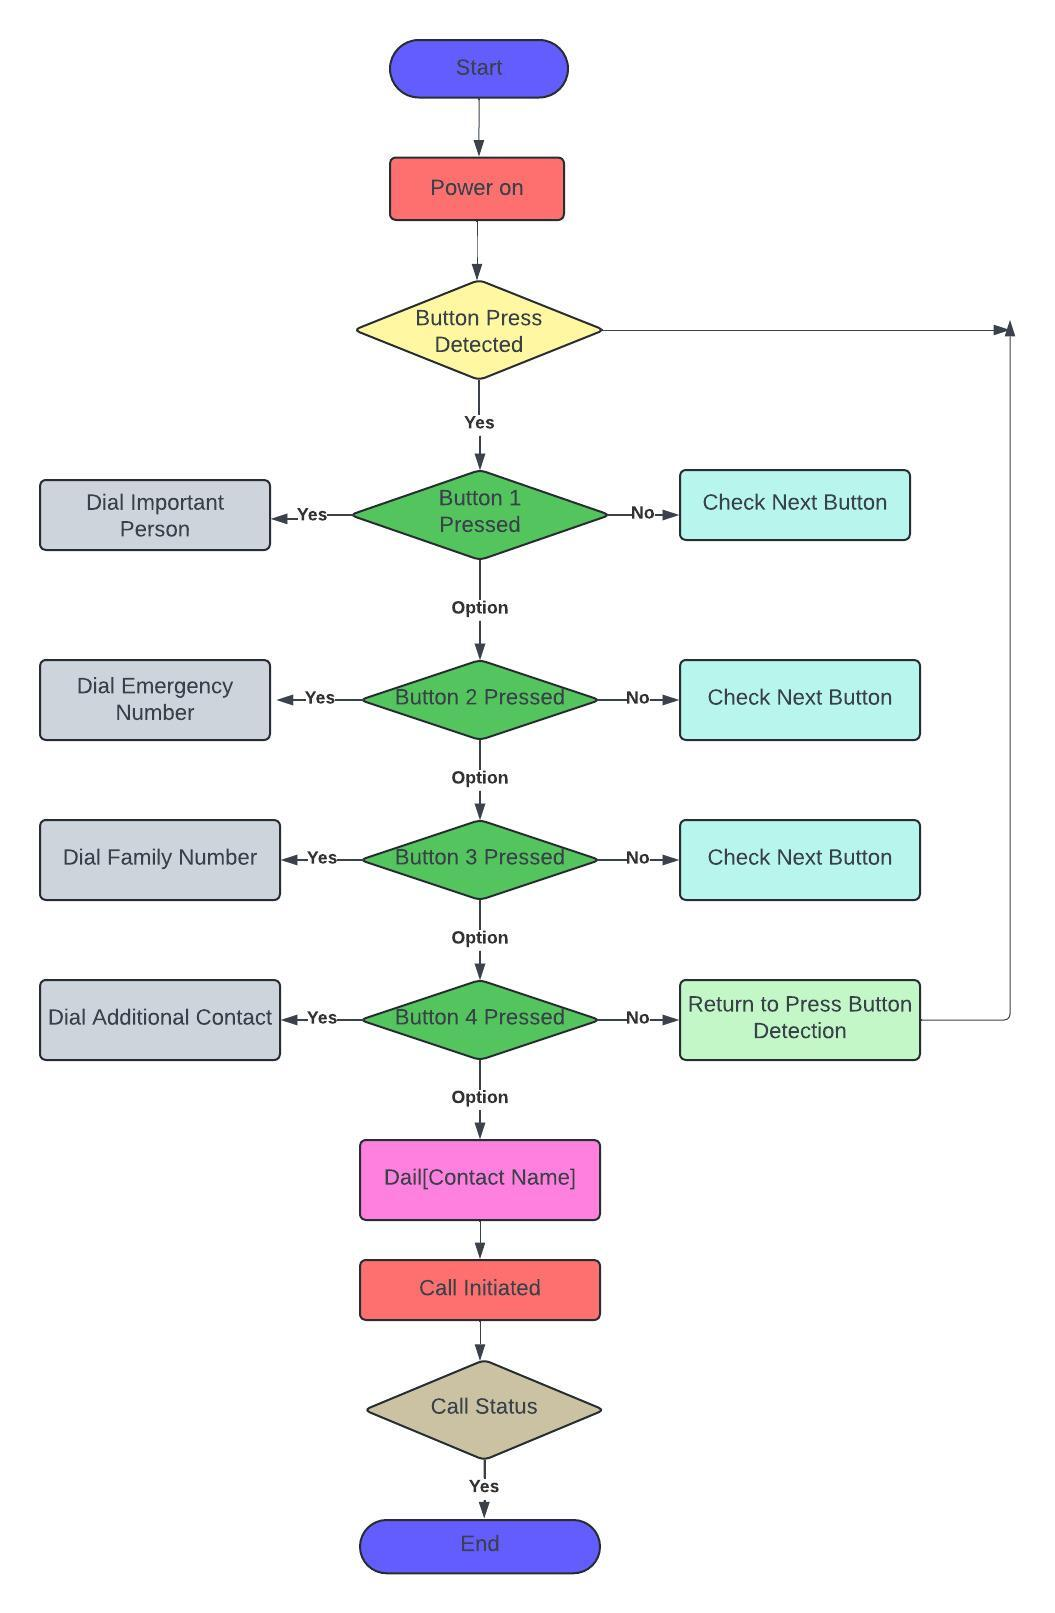 Start
Power on
Button Press
Detected
Yes
Dial Important
Person
Yes
Button 1
Pressed
No
Check Next Button
Option
Dial Emergency
Number
Yes
Button 2 Pressed
No
Check Next Button
Option
Dial Family Number
Yes
Button 3 Pressed
No
Check Next Button
Option
Dial Additional Contact
Yes
Button 4 Pressed
No
Return to Press Button
Detection
Option
Dail[Contact Name]
Call Initiated
Call Status
Yes
End